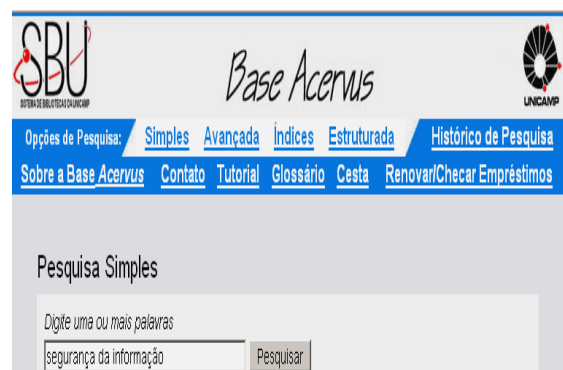 SBU
SISTEMA DE BIBLIOTECAS DA UNICAMP
Base Acervus
UNICAMP
Opções de Pesquisa: Simples Avançada Índices Estruturada Histórico de Pesquisa
Sobre a Base Acervus Contato Tutorial Glossário Cesta Renovar/Checar Empréstimos
Pesquisa Simples
Digite uma ou mais palavras
segurança da informação Pesquisar